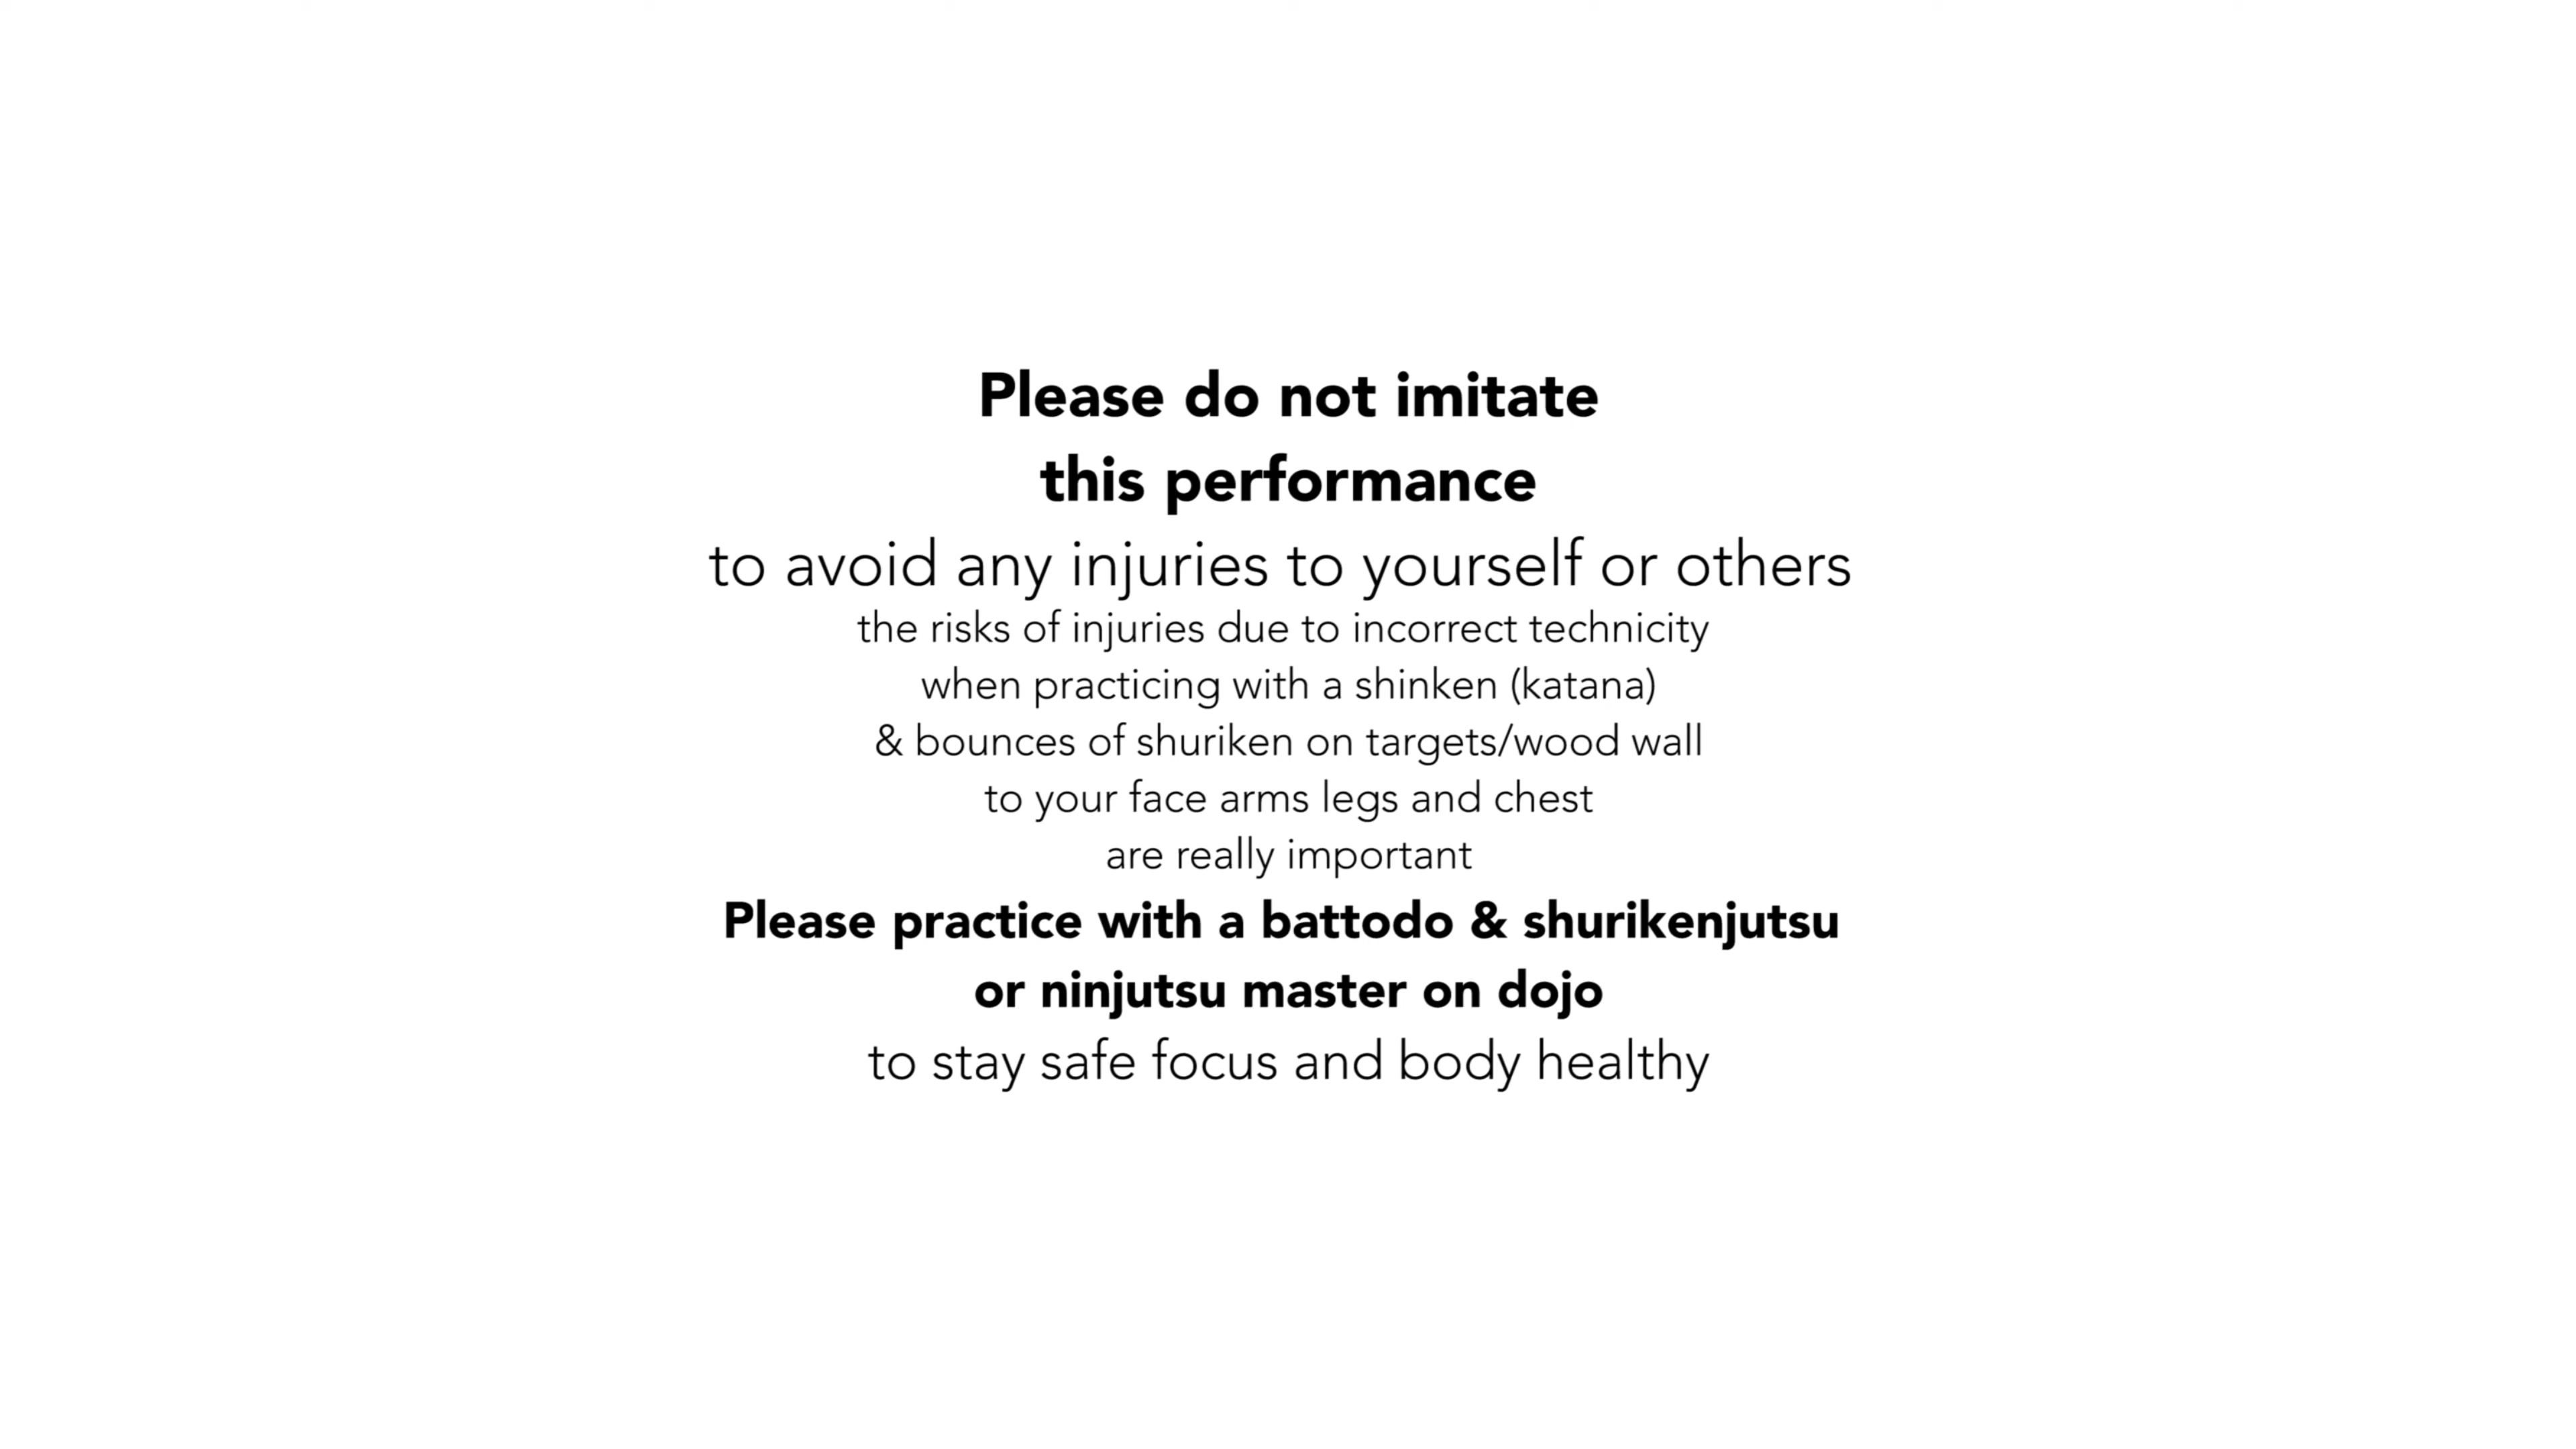 Please do not imitate
this performance
to avoid any injuries to yourself or others
the risks of injuries due to incorrect technicity
when practicing with a shinken (katana)
& bounces of shuriken on targets/wood wall
to your face arms legs and chest
are really important
Please practice with a battodo & shurikenjutsu
or ninjutsu master on dojo
to stay safe focus and body healthy